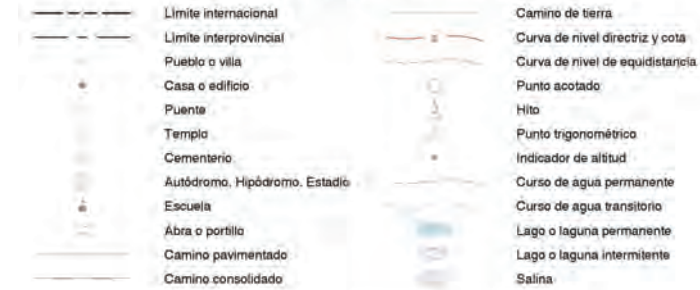 Límite internacional
Límite interprovincial
Pueblo o villa
Casa o edificio
Puente
Templo
Cementerio
Autódromo. Hipódromo. Estadio
Escuela
Abra o portillo
Camino pavimentado
Camino consolidado
Camino de tierra
Curva de nivel directriz y cota
Curva de nivel de equidistancia
Punto acotado
Hito
Punto trigonométrico
Indicador de altitud
Curso de agua permanente
Curso de agua transitorio
Lago o laguna permanente
Lago o laguna intermitente
Salina